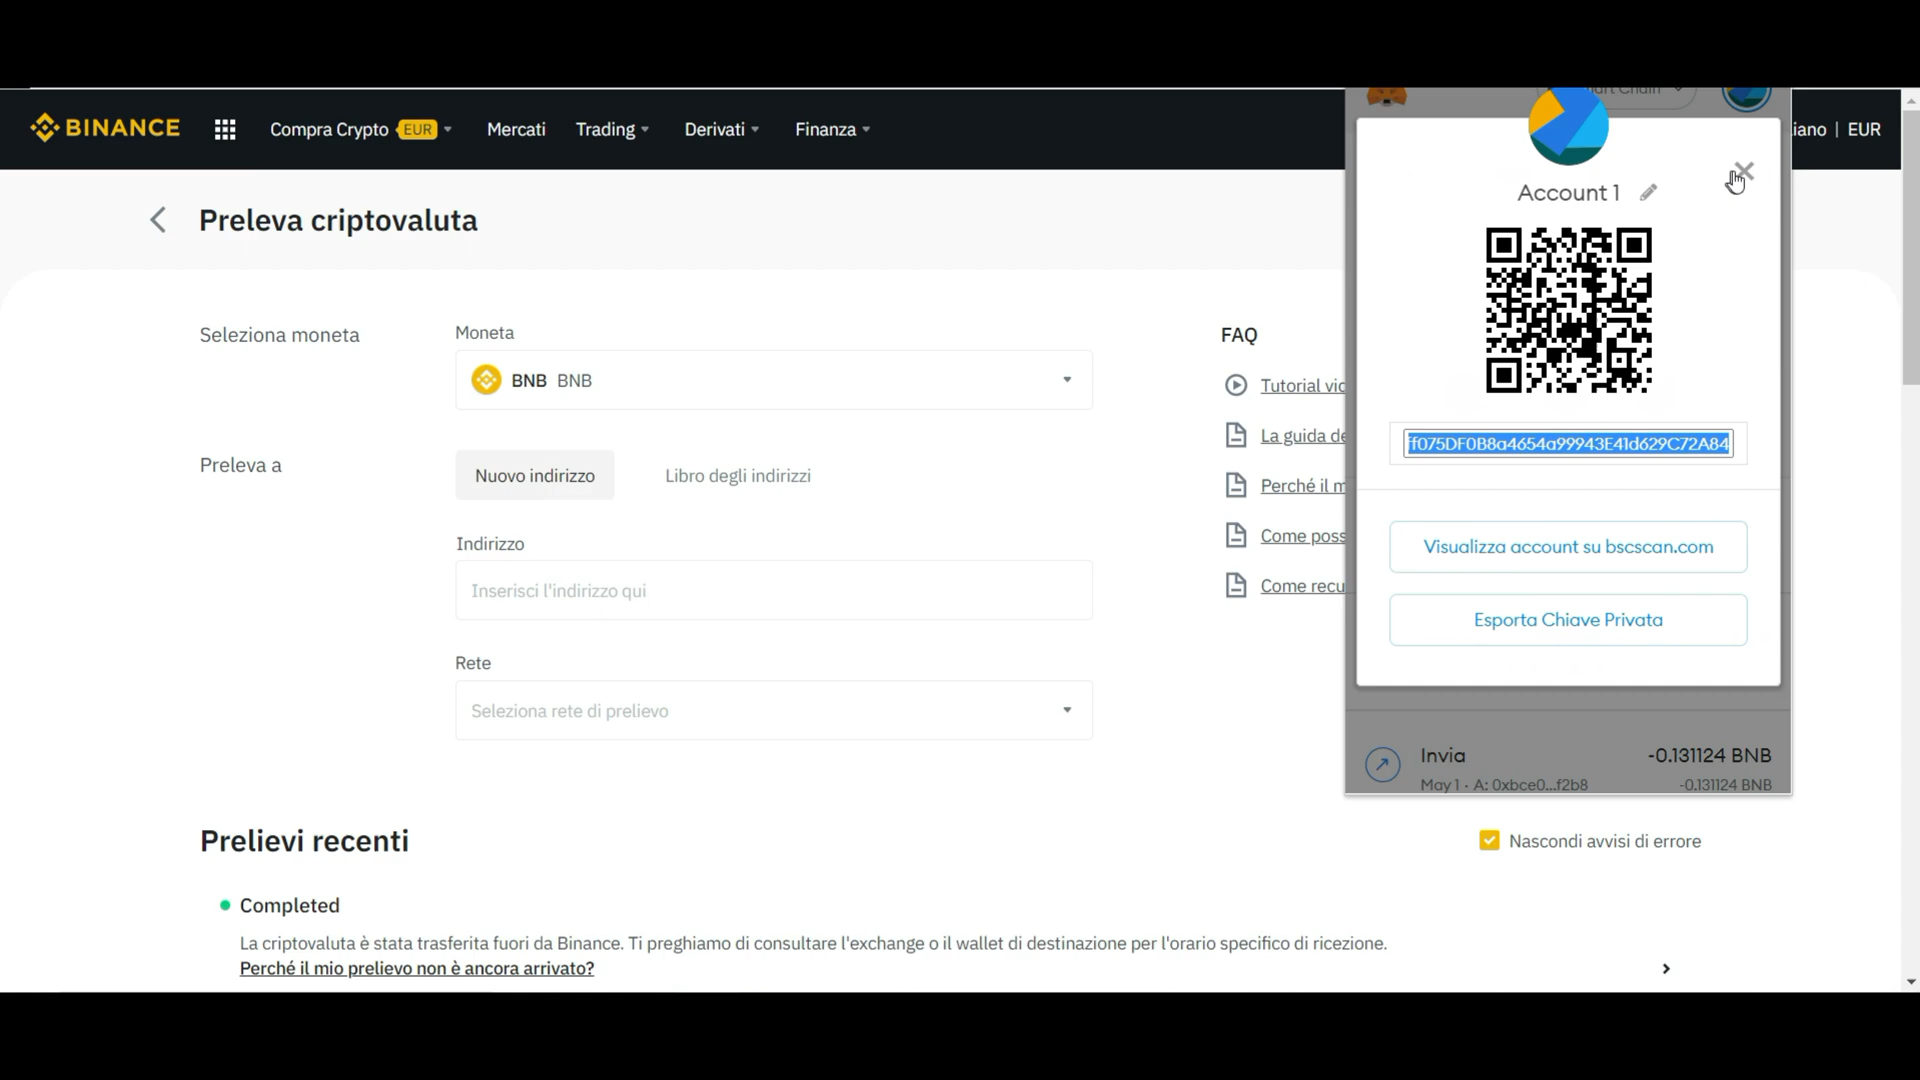 BINANCE
Compra Crypto EUR
Mercati
Trading
Derivati
Finanza
EUR
Preleva criptovaluta
Seleziona moneta
Moneta
BNB BNB
Preleva a
Nuovo indirizzo
Libro degli indirizzi
Indirizzo
Inserisci l'indirizzo qui
Rete
Seleziona rete di prelievo
FAQ
Tutorial
La guida
Perché il
Come
Come
Account 1
ff075DF0B8a4654a99943E41d629C72A84
Visualizza account su bscscan.com
Esporta Chiave Privata
Invia
-0.131124 BNB
May 1 · A: 0xbce0...f2b8
-0.131124 BNB
Prelievi recenti
Nascondi avvisi di errore
Completed
La criptovaluta è stata trasferita fuori da Binance. Ti preghiamo di consultare l'exchange o il wallet di destinazione per l'orario specifico di ricezione.
Perché il mio prelievo non è ancora arrivato?